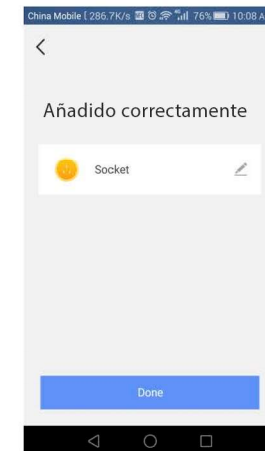 China Mobile [ 286.7K/s 76% 10:08 A
Añadido correctamente
Socket
Done